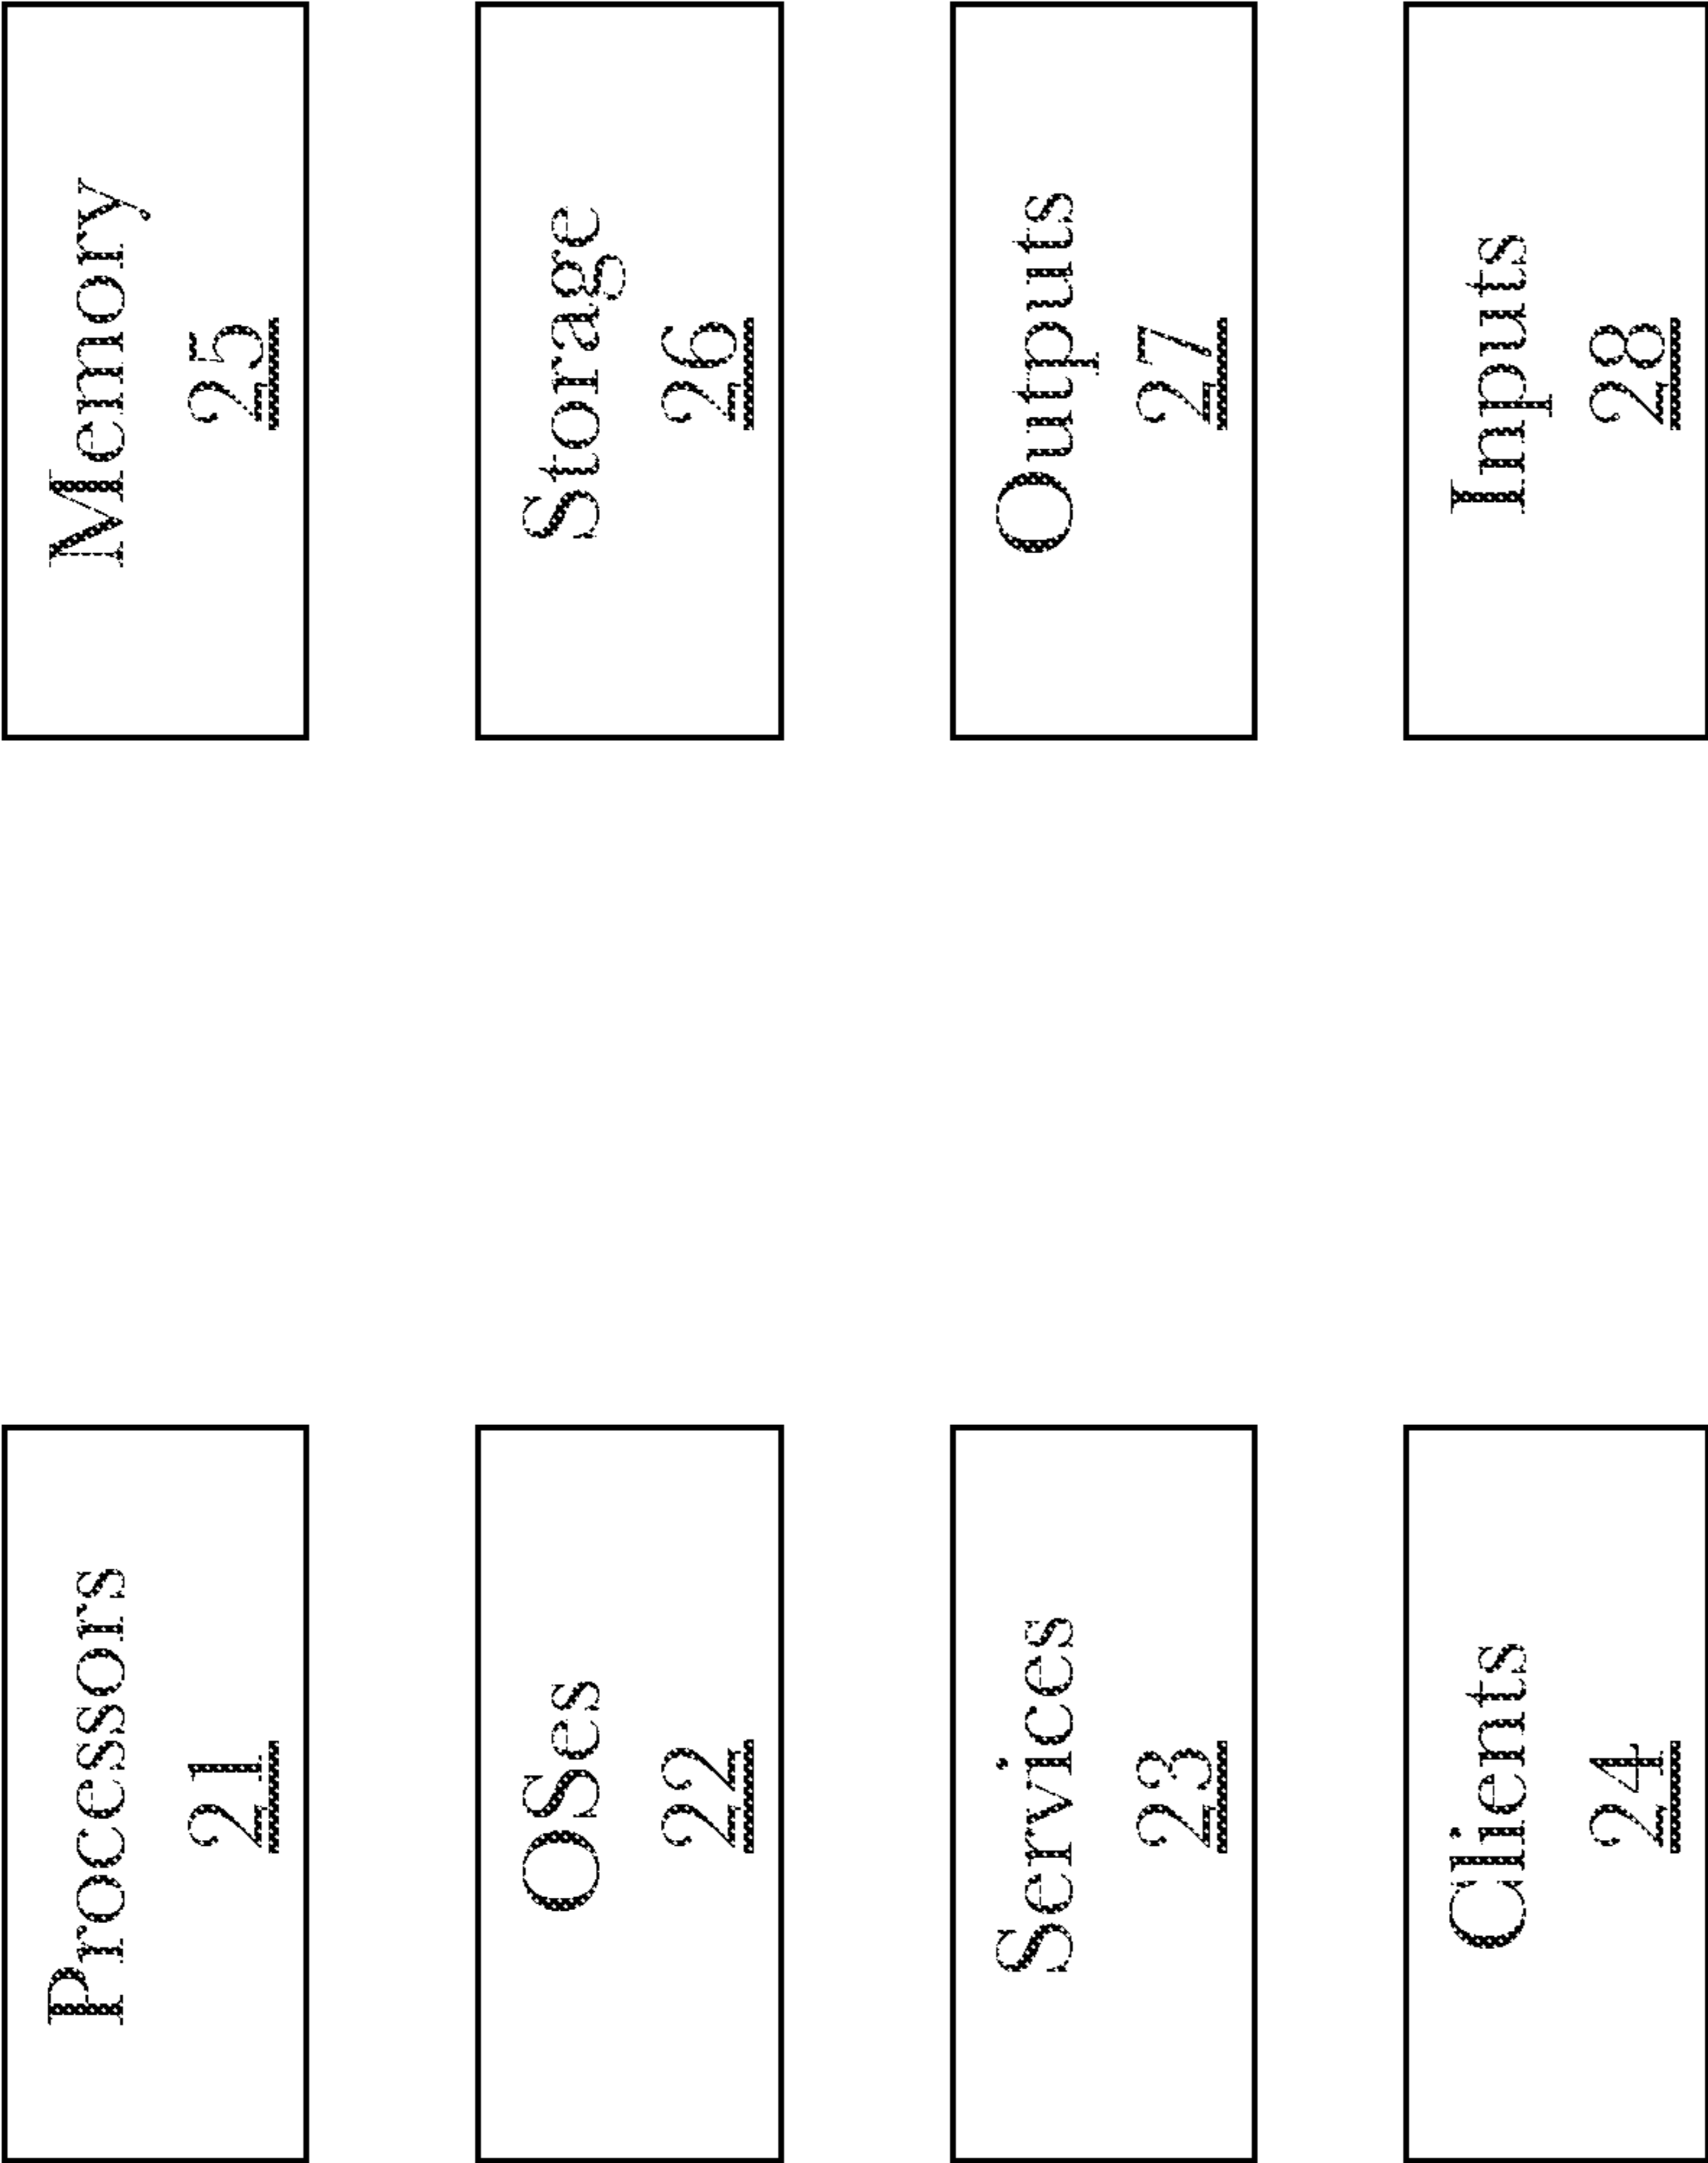 Processors
21
OSes
22
Services
23
Clients
24
Memory
25
Storage
26
Outputs
27
Inputs
28